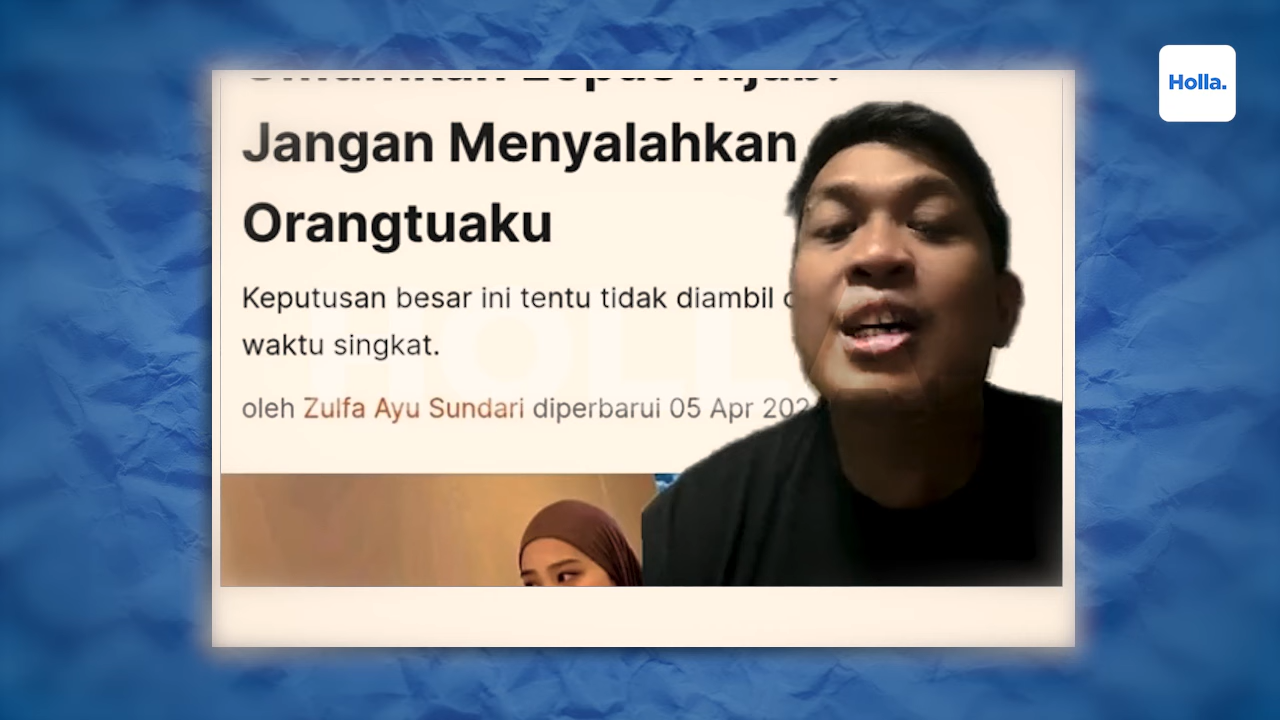 Holla.
Jangan Menyalahkan
Orangtuaku
Keputusan besar ini tentu tidak diambil
waktu singkat.
oleh Zulfa Ayu Sundari diperbarui 05 Apr 202